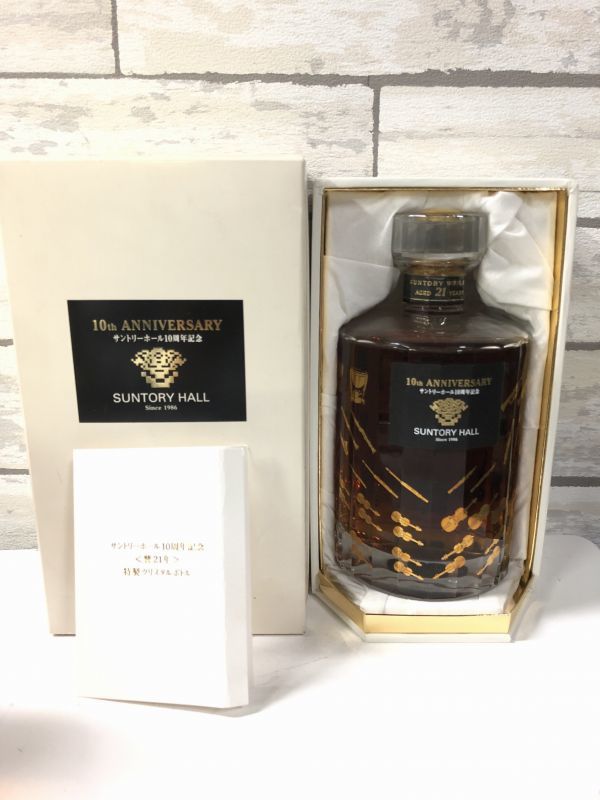 10th ANNIVERSARY
サントリーホール10周年記念
SUNTORY HALL
Since 1986
サントリーホール10周年記念
＜響21年＞
特製クリスタルボトル
SUNTORY
AGED 21 YEARS
10th ANNIVERSARY
サントリーホール10周年記念
SUNTORY HALL
Since 1986